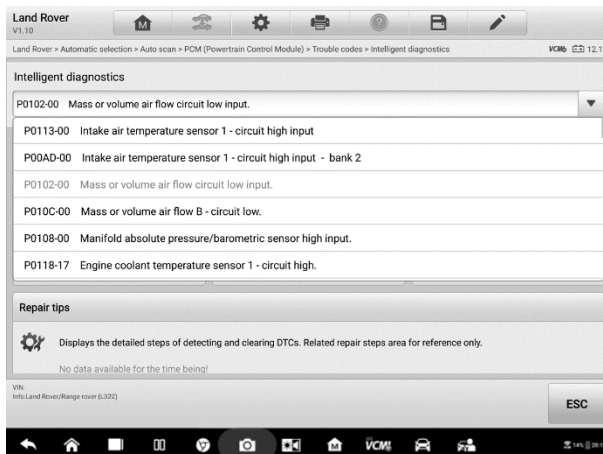 Land Rover
V1.10
Land Rover > Automatic selection > Auto scan > PCM (Powertrain Control Module) > Trouble codes > Intelligent diagnostics
VCMI 12.1
Intelligent diagnostics
P0102-00 Mass or volume air flow circuit low input.
P0113-00 Intake air temperature sensor 1 - circuit high input
P00AD-00 Intake air temperature sensor 1 - circuit high input - bank 2
P0102-00 Mass or volume air flow circuit low input.
P010C-00 Mass or volume air flow B - circuit low.
P0108-00 Manifold absolute pressure/barometric sensor high input.
P0118-17 Engine coolant temperature sensor 1 - circuit high.
Repair tips
Displays the detailed steps of detecting and clearing DTCs. Related repair steps area for reference only.
No data available for the time being!
VIN:
Info:Land Rover/Range rover (L322)
ESC
VCMI 14% 20:1